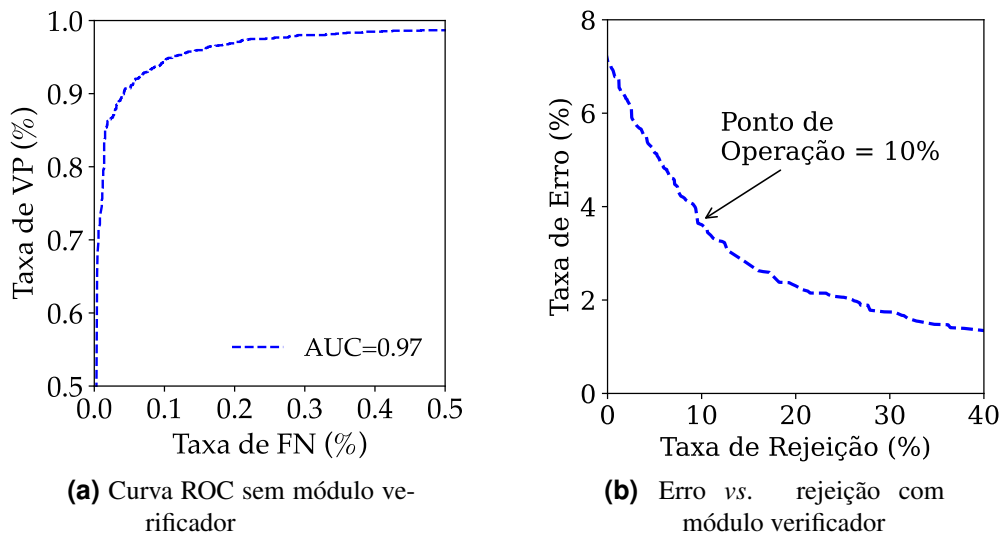 1.0
0.9
0.8
0.7
0.6
0.5
Taxa de VP (%)
0.0 0.1 0.2 0.3 0.4 0.5
Taxa de FN (%)
AUC=0.97
(a) Curva ROC sem módulo ve-
rificador
8
6
4
2
0
Taxa de Erro (%)
Ponto de
Operação = 10%
0 10 20 30 40
Taxa de Rejeição (%)
(b) Erro vs. rejeição com
módulo verificador